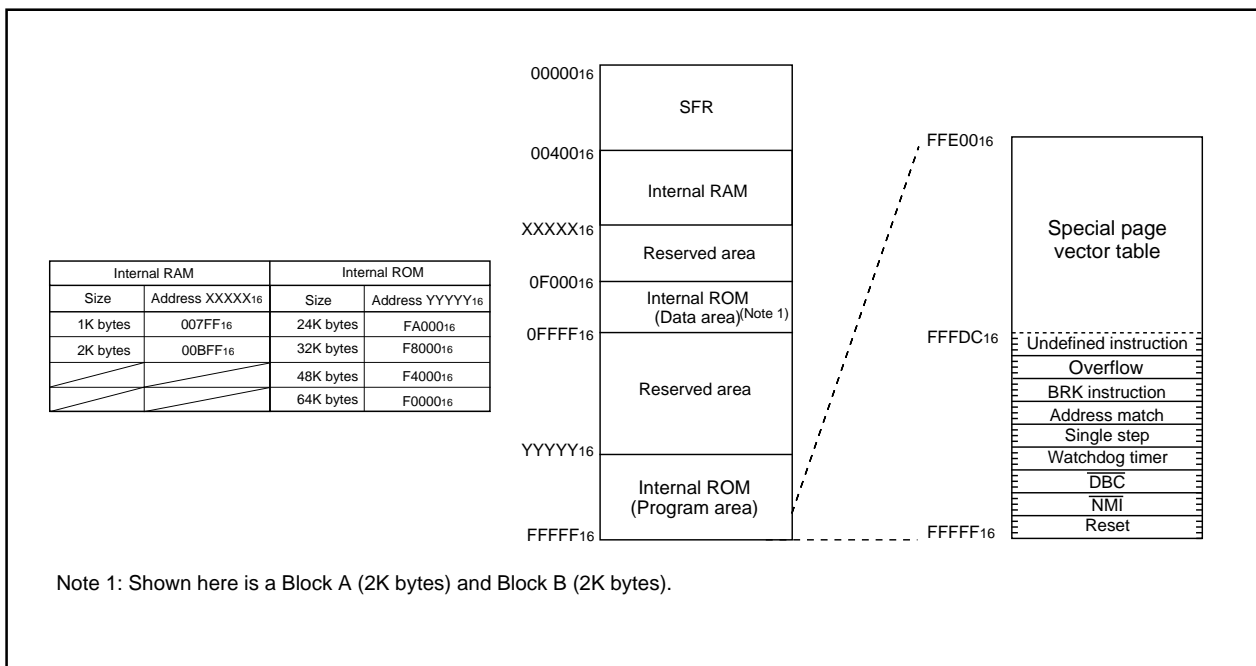 Internal RAM Internal ROM
Size Address XXXXX16 Size Address YYYYY16
1K bytes 007FF16 24K bytes FA00016
2K bytes 00BFF16 32K bytes F800016
48K bytes F400016
64K bytes F000016
0000016
SFR
0040016
Internal RAM
XXXXX16
Reserved area
0F00016
Internal ROM
(Data area)(Note 1)
0FFFF16
Reserved area
YYYYY16
Internal ROM
(Program area)
FFFFF16
FFE0016
Special page
vector table
FFFDC16
Undefined instruction
Overflow
BRK instruction
Address match
Single step
Watchdog timer
DBC
NMI
Reset
FFFFF16
Note 1: Shown here is a Block A (2K bytes) and Block B (2K bytes).